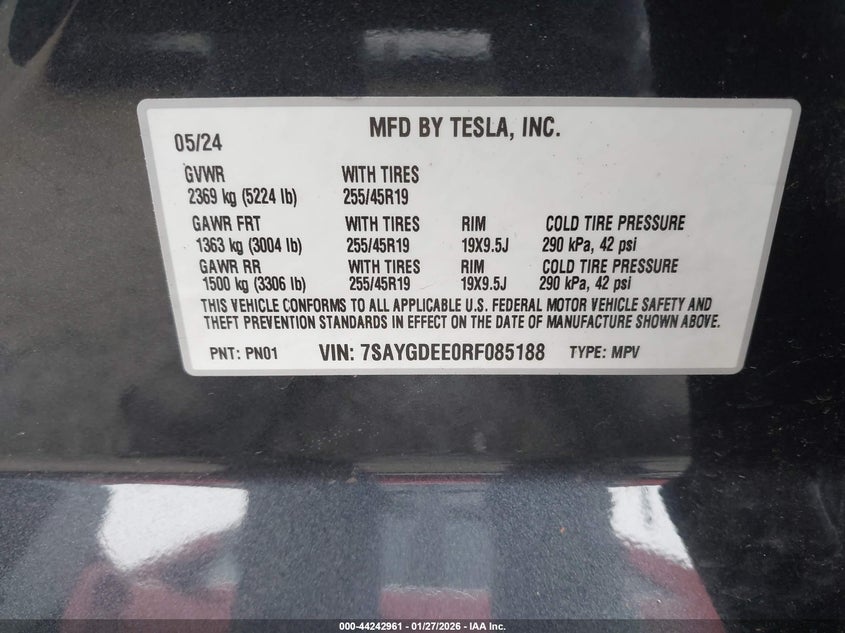 05/24 MFD BY TESLA, INC.
GVWR WITH TIRES
2369 kg (5224 lb) 255/45R19
GAWR FRT WITH TIRES RIM COLD TIRE PRESSURE
1363 kg (3004 lb) 255/45R19 19X9.5J 290 kPa, 42 psi
GAWR RR WITH TIRES RIM COLD TIRE PRESSURE
1500 kg (3306 lb) 255/45R19 19X9.5J 290 kPa, 42 psi
THIS VEHICLE CONFORMS TO ALL APPLICABLE U.S. FEDERAL MOTOR VEHICLE SAFETY AND
THEFT PREVENTION STANDARDS IN EFFECT ON THE DATE OF MANUFACTURE SHOWN ABOVE.
PNT: PN01 VIN: 7SAYGDEE0RF085188 TYPE: MPV
000-44242961 - 01/27/2026 - IAA Inc.